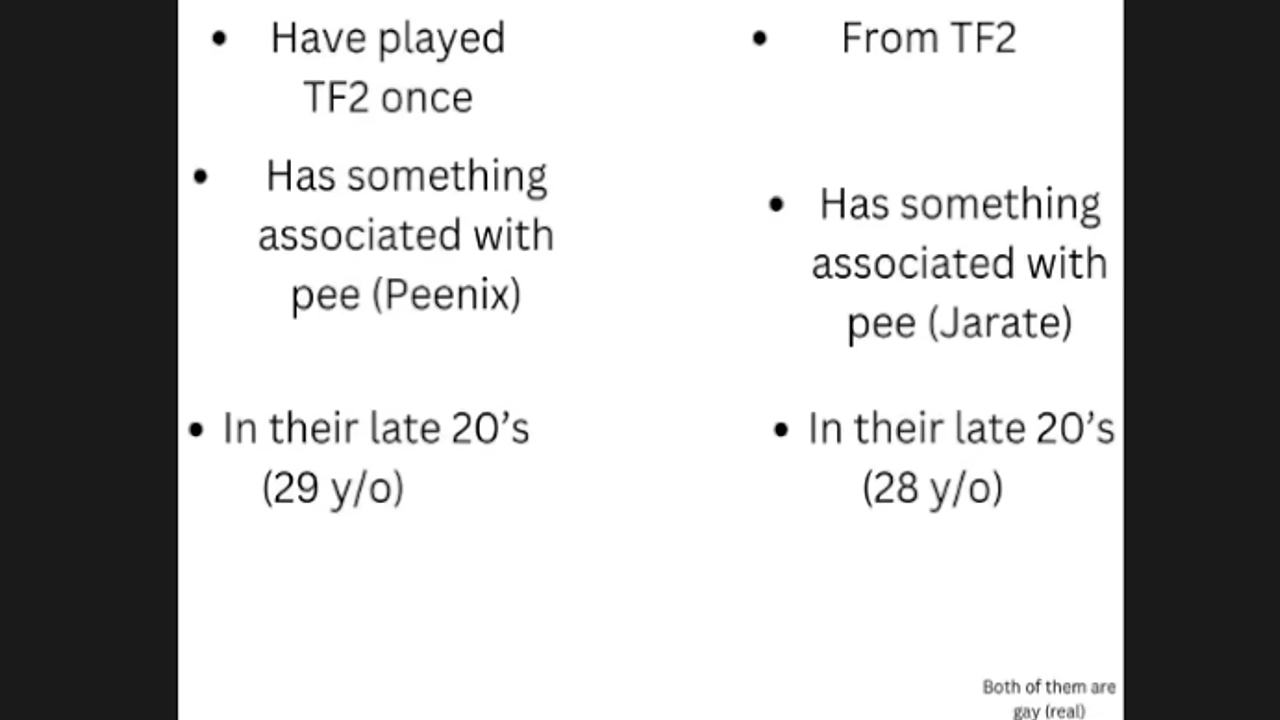 • Have played
TF2 once
• Has something
associated with
pee (Peenix)
• In their late 20's
(29 y/o)
• From TF2
• Has something
associated with
pee (Jarate)
• In their late 20's
(28 y/o)
Both of them are
gay (real)